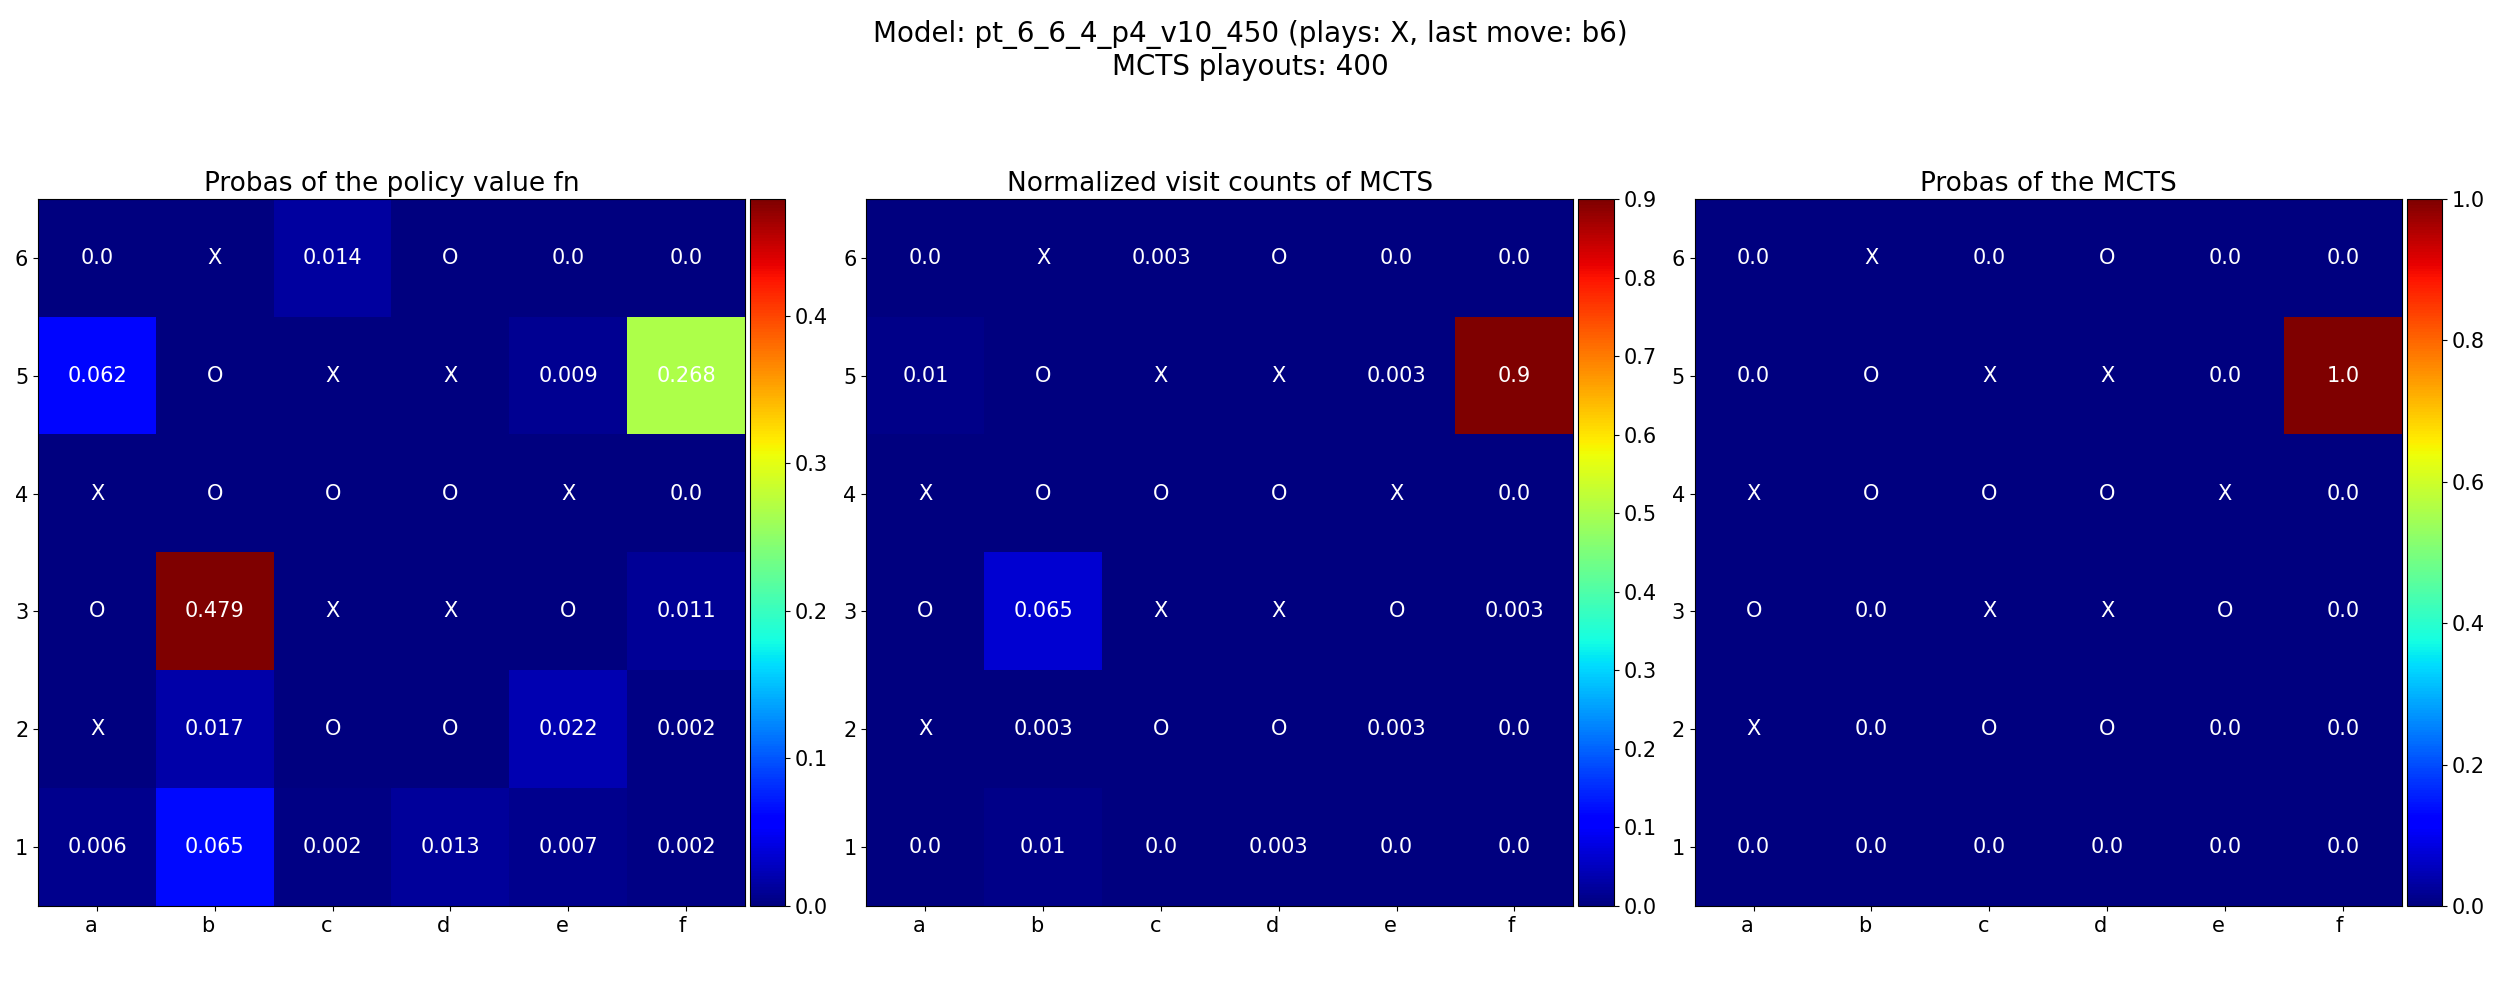 Model: pt_6_6_4_p4_v10_450 (plays: X, last move: b6)
MCTS playouts: 400
Probas of the policy value fn
6 0.0 X 0.014 O 0.0 0.0
5 0.062 O X X 0.009 0.268
4 X O O O X 0.0
3 O 0.479 X X O 0.011
2 X 0.017 O O 0.022 0.002
1 0.006 0.065 0.002 0.013 0.007 0.002
a b c d e f
0.4
0.3
0.2
0.1
0.0
Normalized visit counts of MCTS
6 0.0 X 0.003 O 0.0 0.0
5 0.01 O X X 0.003 0.9
4 X O O O X 0.0
3 O 0.065 X X O 0.003
2 X 0.003 O O 0.003 0.0
1 0.0 0.01 0.0 0.003 0.0 0.0
a b c d e f
0.9
0.8
0.7
0.6
0.5
0.4
0.3
0.2
0.1
0.0
Probas of the MCTS
6 0.0 X 0.0 O 0.0 0.0
5 0.0 O X X 0.0 1.0
4 X O O O X 0.0
3 O 0.0 X X O 0.0
2 X 0.0 O O 0.0 0.0
1 0.0 0.0 0.0 0.0 0.0 0.0
a b c d e f
1.0
0.8
0.6
0.4
0.2
0.0